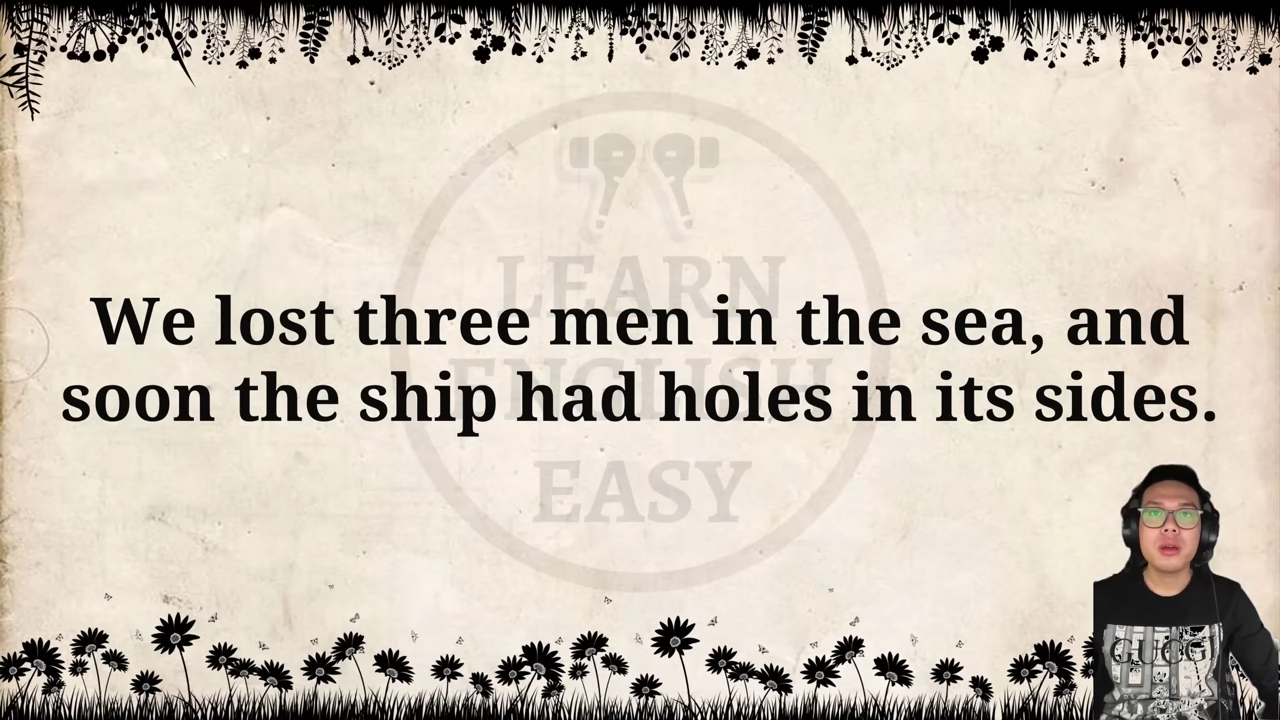 LEARN
We lost three men in the sea, and
ENGLISH
soon the ship had holes in its sides.
EASY
GUCCI